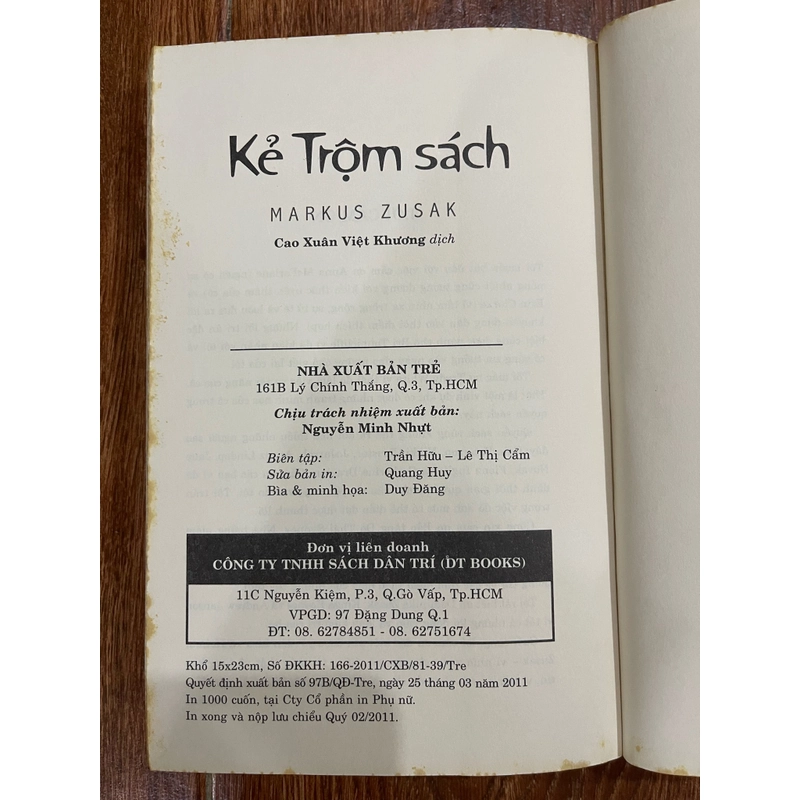 Kẻ Trộm sách
MARKUS ZUSAK
Cao Xuân Việt Khương dịch
NHÀ XUẤT BẢN TRẺ
161B Lý Chính Thắng, Q.3, Tp.HCM
Chịu trách nhiệm xuất bản:
Nguyễn Minh Nhựt
Biên tập: Trần Hữu – Lê Thị Cẩm
Sửa bản in: Quang Huy
Bìa & minh họa: Duy Đăng
Đơn vị liên doanh
CÔNG TY TNHH SÁCH DÂN TRÍ (DT BOOKS)
11C Nguyễn Kiệm, P.3, Q.Gò Vấp, Tp.HCM
VPGD: 97 Đặng Dung Q.1
ĐT: 08. 62784851 - 08. 62751674
Khổ 15x23cm, Số ĐKKH: 166-2011/CXB/81-39/Tre
Quyết định xuất bản số 97B/QĐ-Tre, ngày 25 tháng 03 năm 2011
In 1000 cuốn, tại Cty Cổ phần in Phụ nữ.
In xong và nộp lưu chiểu Quý 02/2011.